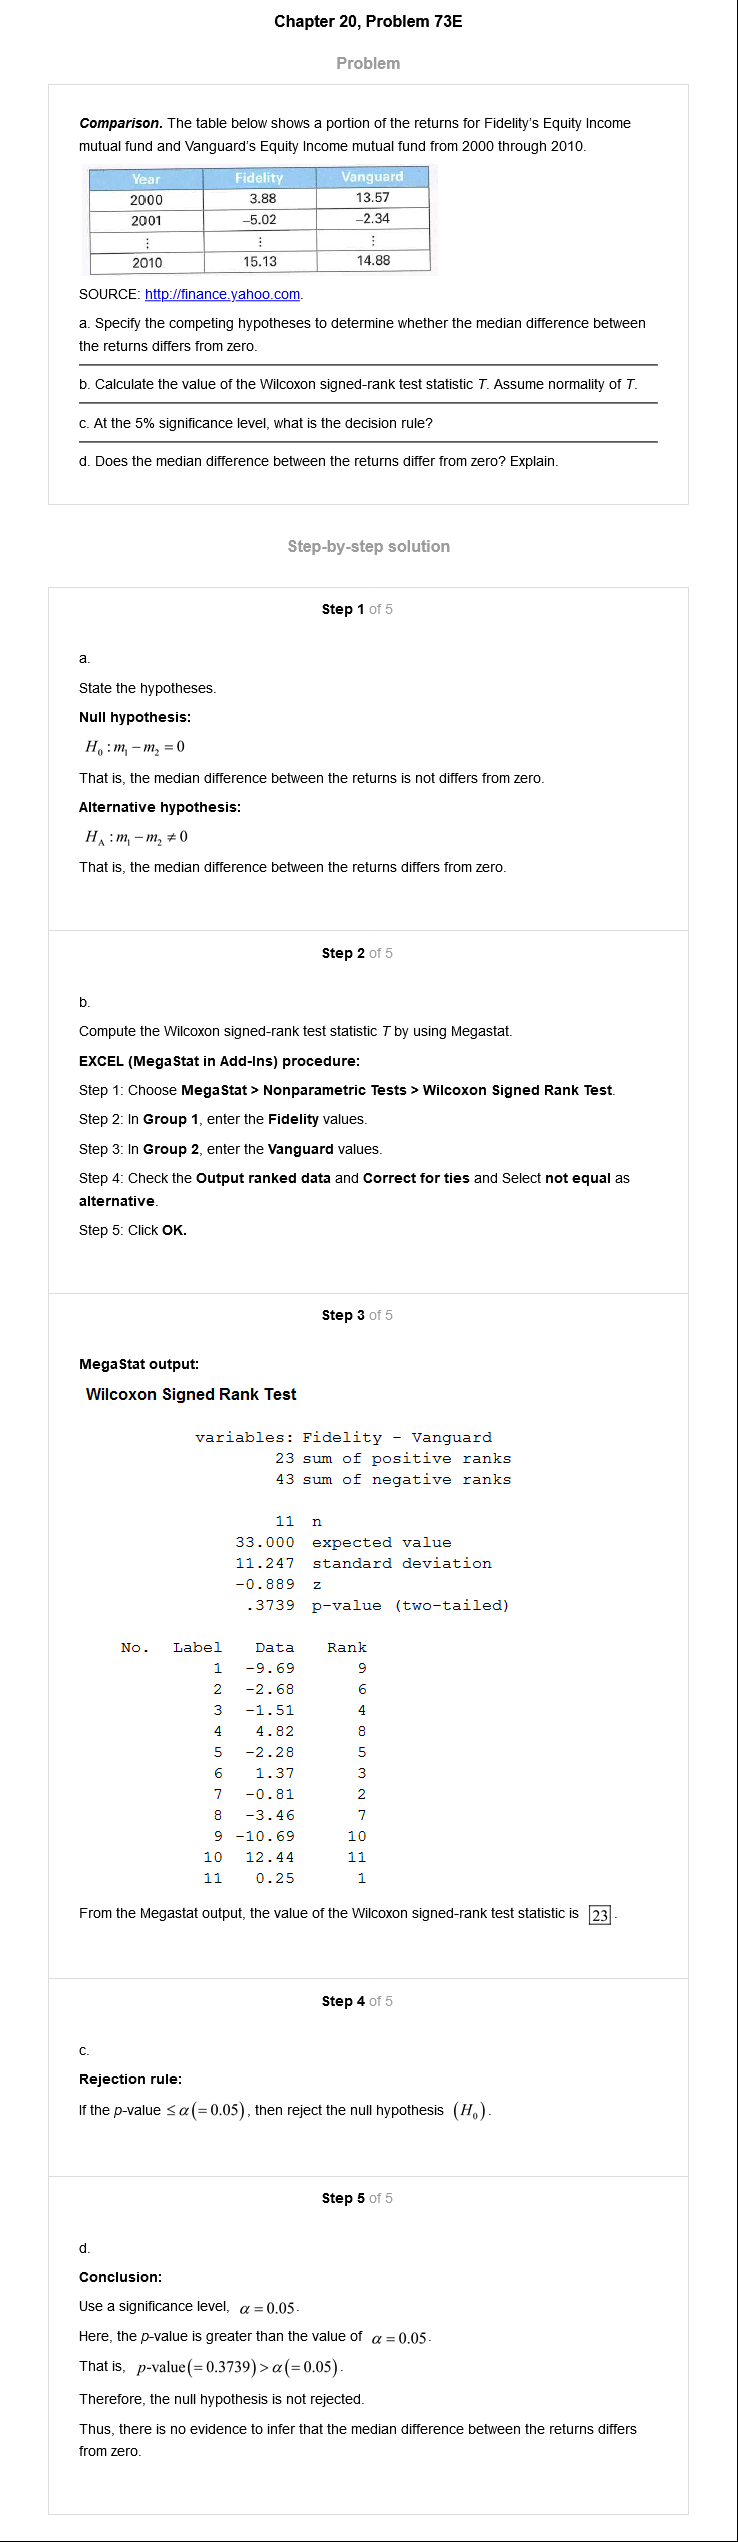 Chapter 20, Problem 73E
Problem
Comparison. The table below shows a portion of the returns for Fidelity's Equity Income
mutual fund and Vanguard's Equity Income mutual fund from 2000 through 2010.
Year Fidelity Vanguard
2000 3.88 13.57
2001 –5.02 –2.34
⋮ ⋮ ⋮
2010 15.13 14.88
SOURCE: http://finance.yahoo.com.
a. Specify the competing hypotheses to determine whether the median difference between
the returns differs from zero.
b. Calculate the value of the Wilcoxon signed-rank test statistic T. Assume normality of T.
c. At the 5% significance level, what is the decision rule?
d. Does the median difference between the returns differ from zero? Explain.
Step-by-step solution
Step 1 of 5
a.
State the hypotheses.
Null hypothesis:
H₀ : m₁ − m₂ = 0
That is, the median difference between the returns is not differs from zero.
Alternative hypothesis:
H_A : m₁ − m₂ ≠ 0
That is, the median difference between the returns differs from zero.
Step 2 of 5
b.
Compute the Wilcoxon signed-rank test statistic T by using Megastat.
EXCEL (MegaStat in Add-Ins) procedure:
Step 1: Choose MegaStat > Nonparametric Tests > Wilcoxon Signed Rank Test.
Step 2: In Group 1, enter the Fidelity values.
Step 3: In Group 2, enter the Vanguard values.
Step 4: Check the Output ranked data and Correct for ties and Select not equal as
alternative.
Step 5: Click OK.
Step 3 of 5
MegaStat output:
Wilcoxon Signed Rank Test
variables: Fidelity - Vanguard
23 sum of positive ranks
43 sum of negative ranks
11 n
33.000 expected value
11.247 standard deviation
-0.889 z
.3739 p-value (two-tailed)
No. Label Data Rank
1 -9.69 9
2 -2.68 6
3 -1.51 4
4 4.82 8
5 -2.28 5
6 1.37 3
7 -0.81 2
8 -3.46 7
9 -10.69 10
10 12.44 11
11 0.25 1
From the Megastat output, the value of the Wilcoxon signed-rank test statistic is 23.
Step 4 of 5
c.
Rejection rule:
If the p-value ≤ α(= 0.05), then reject the null hypothesis (H₀).
Step 5 of 5
d.
Conclusion:
Use a significance level, α = 0.05.
Here, the p-value is greater than the value of α = 0.05.
That is, p-value(= 0.3739) > α(= 0.05).
Therefore, the null hypothesis is not rejected.
Thus, there is no evidence to infer that the median difference between the returns differs
from zero.